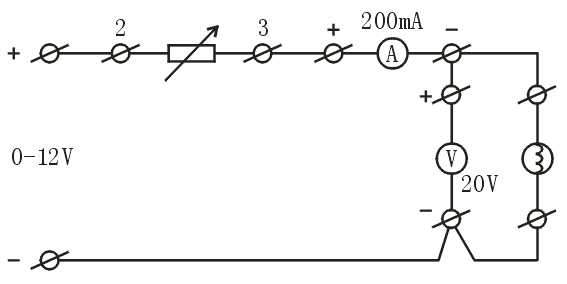 200mA
2 3 + −
+ A
+
0-12V V
20V
−
−